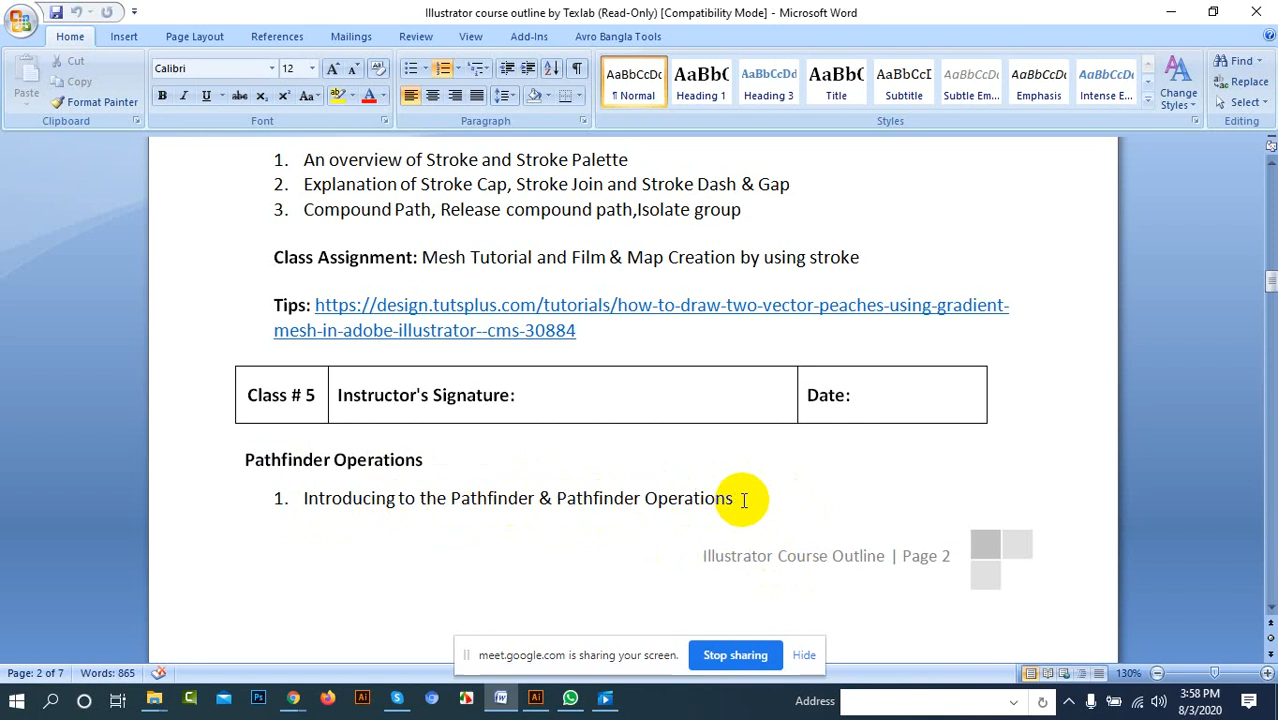 Illustrator course outline by Texlab (Read-Only) [Compatibility Mode] - Microsoft Word
Home Insert Page Layout References Mailings Review View Add-Ins Avro Bangla Tools
Paste
Cut
Copy
Format Painter
Clipboard
Calibri 12
Font
Paragraph
AaBbCcDc AaBbC AaBbCcDd AaBbCc AaBbCcI AaBbCcDd AaBbCcDc AaBbCcDd
¶ Normal Heading 1 Heading 3 Title Subtitle Subtle Em... Emphasis Intense E...
Change Styles
Styles
Find
Replace
Select
Editing
1. An overview of Stroke and Stroke Palette
2. Explanation of Stroke Cap, Stroke Join and Stroke Dash & Gap
3. Compound Path, Release compound path,Isolate group
Class Assignment: Mesh Tutorial and Film & Map Creation by using stroke
Tips: https://design.tutsplus.com/tutorials/how-to-draw-two-vector-peaches-using-gradient-
mesh-in-adobe-illustrator--cms-30884
Class # 5 Instructor's Signature: Date:
Pathfinder Operations
1. Introducing to the Pathfinder & Pathfinder Operations
Illustrator Course Outline | Page 2
meet.google.com is sharing your screen. Stop sharing Hide
Page: 2 of 7 Words: 865 130%
Address
3:58 PM
8/3/2020